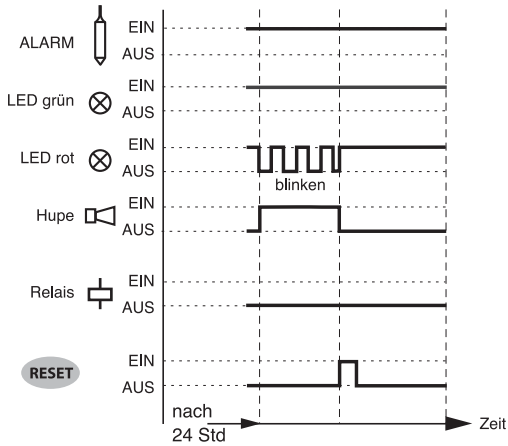 EIN
ALARM
AUS
EIN
LED grün
AUS
EIN
LED rot
AUS
blinken
EIN
Hupe
AUS
EIN
Relais
AUS
EIN
RESET
AUS
nach
24 Std
Zeit